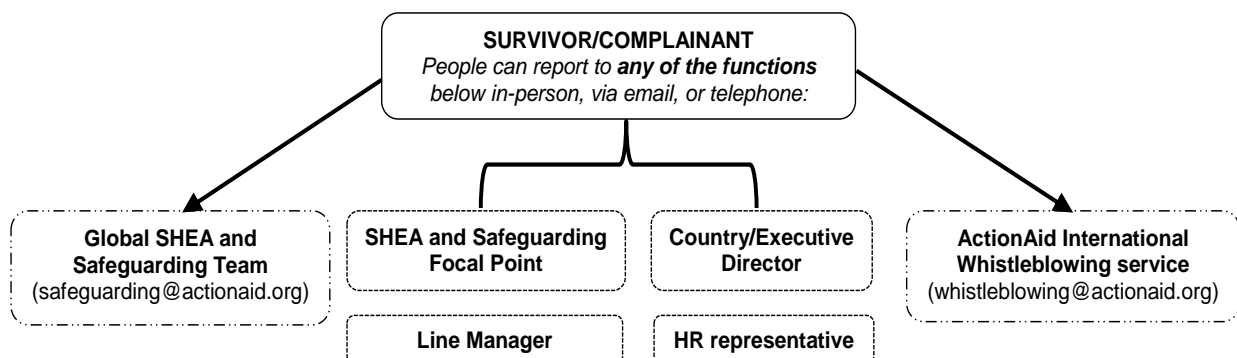 SURVIVOR/COMPLAINANT
People can report to any of the functions
below in-person, via email, or telephone:
Global SHEA and
Safeguarding Team
(safeguarding@actionaid.org)
SHEA and Safeguarding
Focal Point
Country/Executive
Director
ActionAid International
Whistleblowing service
(whistleblowing@actionaid.org)
Line Manager
HR representative